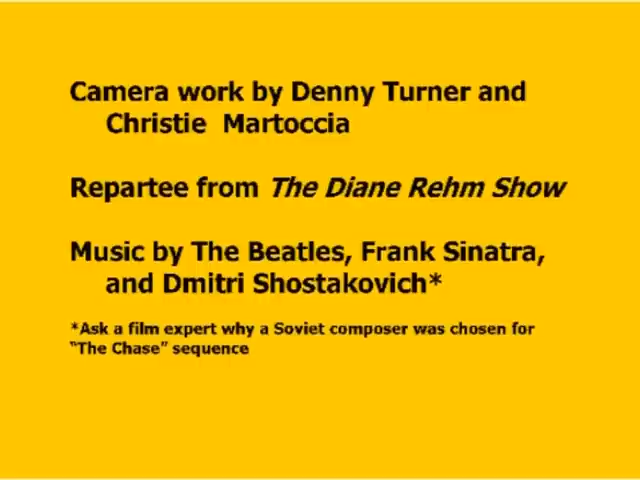 Camera work by Denny Turner and
Christie Martoccia
Repartee from The Diane Rehm Show
Music by The Beatles, Frank Sinatra,
and Dmitri Shostakovich*
*Ask a film expert why a Soviet composer was chosen for
“The Chase” sequence